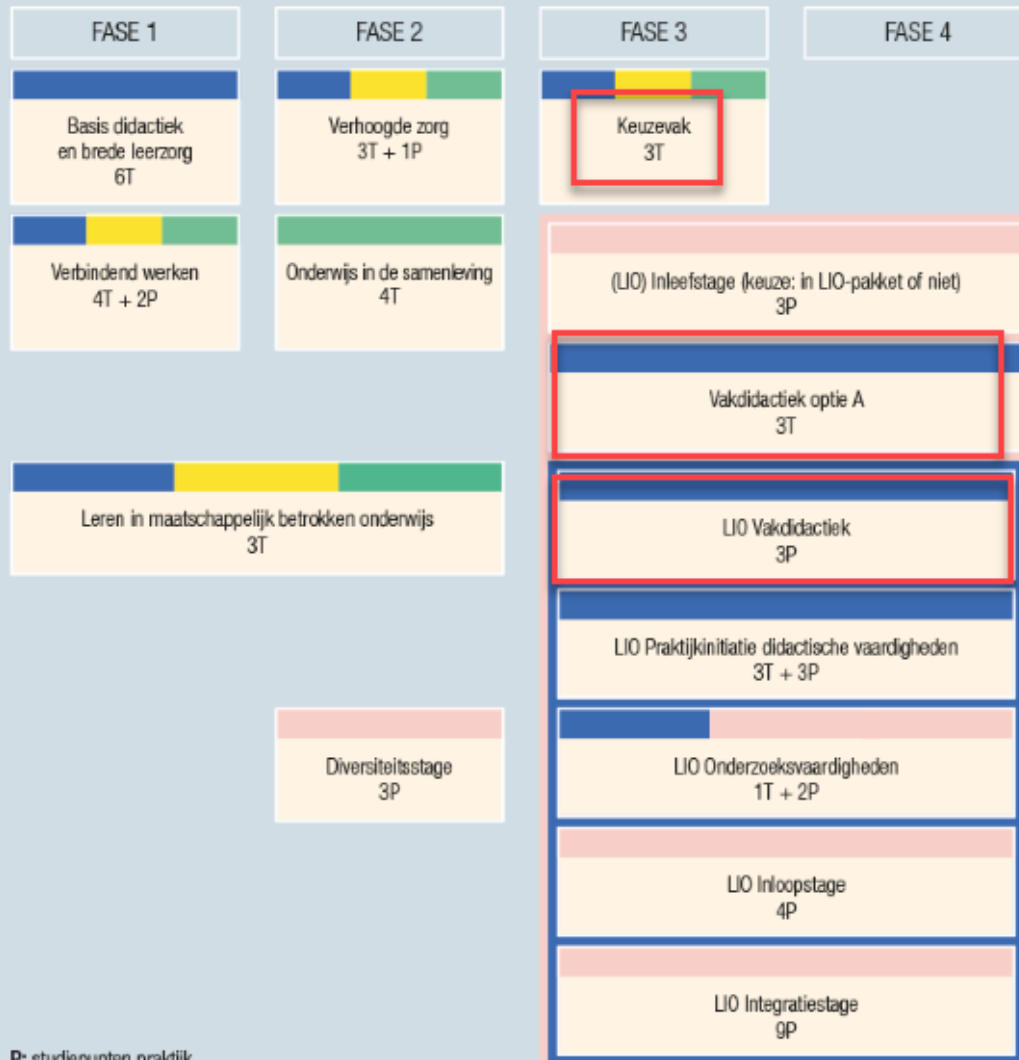 FASE 1
FASE 2
FASE 3
FASE 4
Basis didactiek
en brede leerzorg
6T
Verhoogde zorg
3T + 1P
Keuzevak
3T
Verbindend werken
4T + 2P
Onderwijs in de samenleving
4T
(LIO) Inleefstage (keuze: in LIO-pakket of niet)
3P
Vakdidactiek optie A
3T
Leren in maatschappelijk betrokken onderwijs
3T
LIO Vakdidactiek
3P
LIO Praktijkinitiatie didactische vaardigheden
3T + 3P
Diversiteitsstage
3P
LIO Onderzoeksvaardigheden
1T + 2P
LIO Inloopstage
4P
LIO Integratiestage
9P
P: studiepunten praktijk